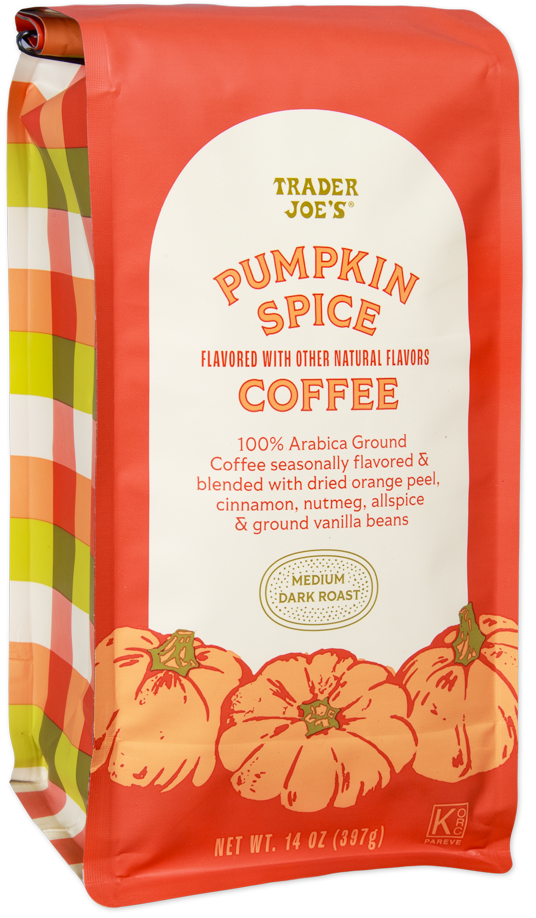 TRADER
JOE'S®
PUMPKIN
SPICE
FLAVORED WITH OTHER NATURAL FLAVORS
COFFEE
100% Arabica Ground
Coffee seasonally flavored &
blended with dried orange peel,
cinnamon, nutmeg, allspice
& ground vanilla beans
MEDIUM
DARK ROAST
NET WT. 14 OZ (397g)
K ORC
PAREVE